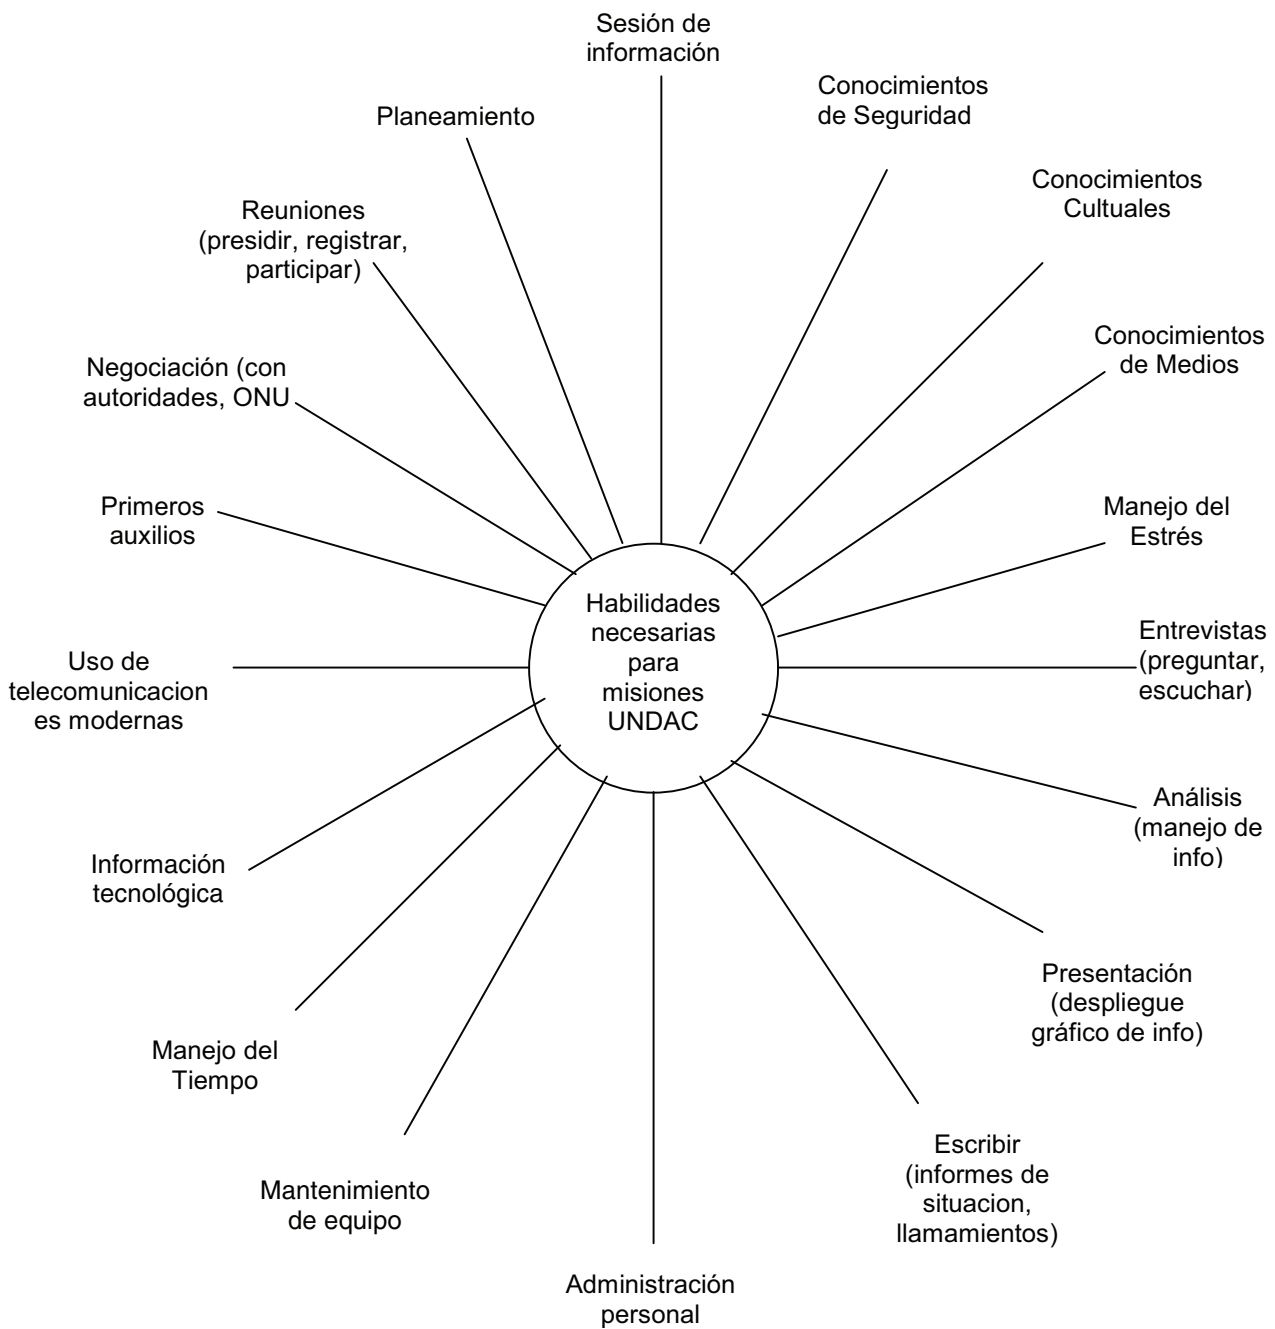 Sesión de
información
Conocimientos
de Seguridad
Conocimientos
Cultuales
Conocimientos
de Medios
Manejo del
Estrés
Entrevistas
(preguntar,
escuchar)
Análisis
(manejo de
info)
Presentación
(despliegue
gráfico de info)
Escribir
(informes de
situacion,
llamamientos)
Administración
personal
Mantenimiento
de equipo
Manejo del
Tiempo
Información
tecnológica
Uso de
telecomunicacion
es modernas
Primeros
auxilios
Negociación (con
autoridades, ONU
Reuniones
(presidir, registrar,
participar)
Planeamiento
Habilidades
necesarias
para
misiones
UNDAC